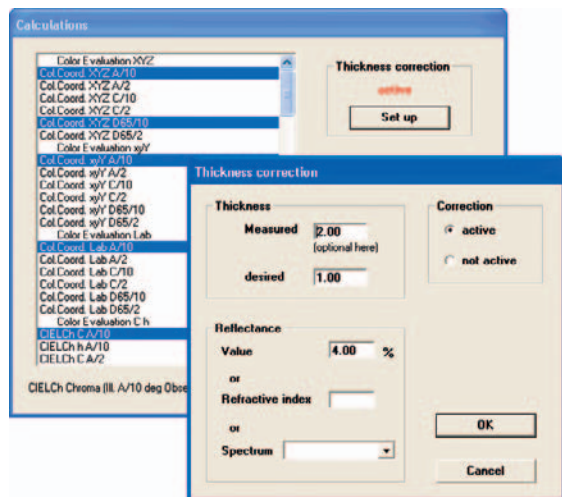 Calculations
Color Evaluation XYZ
Col.Coord. XYZ A/10
Col.Coord. XYZ A/2
Col.Coord. XYZ C/10
Col.Coord. XYZ C/2
Col.Coord. XYZ D65/10
Col.Coord. XYZ D65/2
Color Evaluation xyY
Col.Coord. xyY A/10
Col.Coord. xyY A/2
Col.Coord. xyY C/10
Col.Coord. xyY C/2
Col.Coord. xyY D65/10
Col.Coord. xyY D65/2
Color Evaluation Lab
Col.Coord. Lab A/10
Col.Coord. Lab A/2
Col.Coord. Lab C/10
Col.Coord. Lab C/2
Col.Coord. Lab D65/10
Col.Coord. Lab D65/2
Color Evaluation C h
CIELCh C A/10
CIELCh h A/10
CIELCh C A/2
CIELCh Chroma (Ill. A/10 deg Obse
Thickness correction
active
Set up
Thickness correction
Thickness
Measured 2.00
(optional here)
desired 1.00
Correction
active
not active
Reflectance
Value 4.00 %
or
Refractive index
or
Spectrum
OK
Cancel